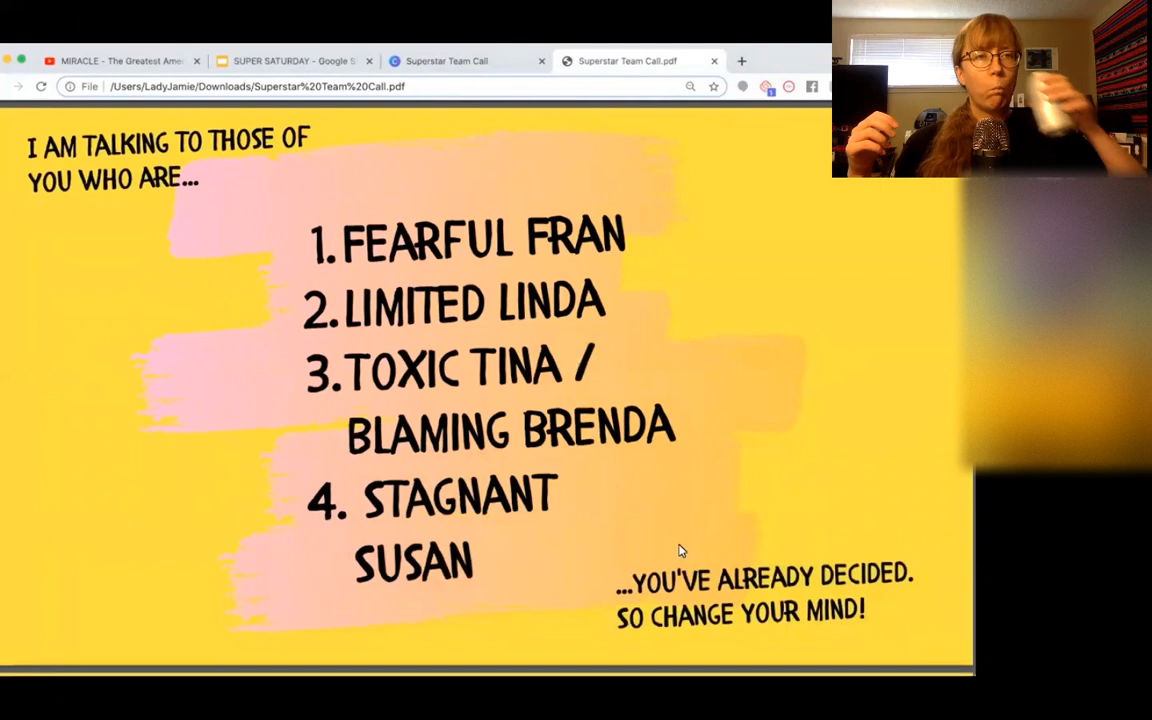 MIRACLE - The Greatest Ame
SUPER SATURDAY - Google S
Superstar Team Call
Superstar Team Call.pdf
File /Users/LadyJamie/Downloads/Superstar%20Team%20Call.pdf
I AM TALKING TO THOSE OF
YOU WHO ARE...
1. FEARFUL FRAN
2. LIMITED LINDA
3. TOXIC TINA /
BLAMING BRENDA
4. STAGNANT
SUSAN
...YOU'VE ALREADY DECIDED.
SO CHANGE YOUR MIND!